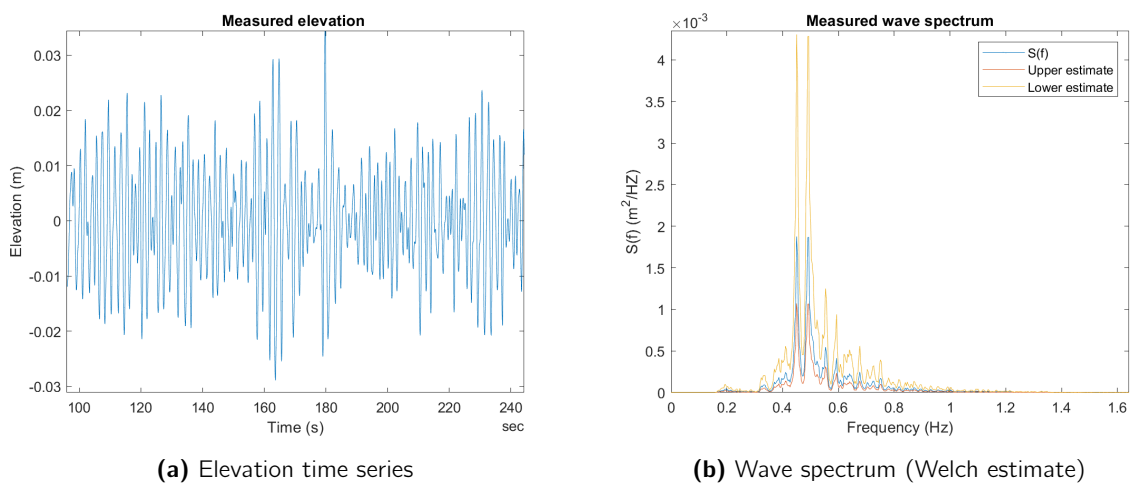 Measured elevation
0.03
0.02
0.01
0
-0.01
-0.02
-0.03
Elevation (m)
100 120 140 160 180 200 220 240
Time (s)
sec
(a) Elevation time series
×10⁻³
Measured wave spectrum
S(f)
Upper estimate
Lower estimate
4
3.5
3
2.5
2
1.5
1
0.5
0
S(f) (m²/HZ)
0 0.2 0.4 0.6 0.8 1 1.2 1.4 1.6
Frequency (Hz)
(b) Wave spectrum (Welch estimate)